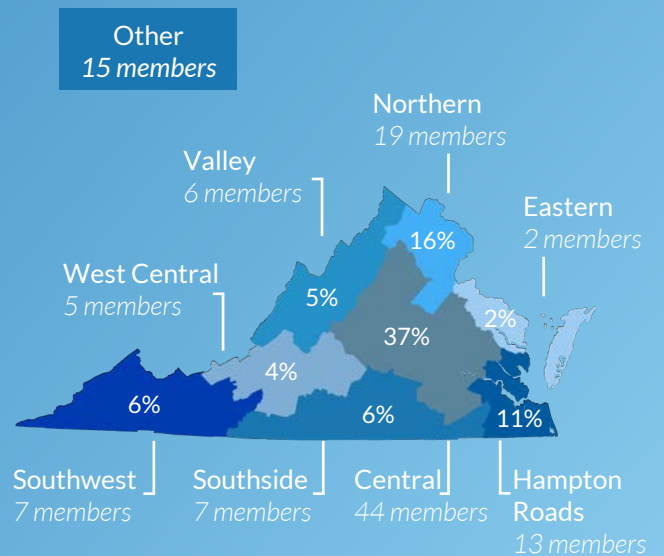 Other
15 members
Northern
19 members
Valley
6 members
Eastern
2 members
West Central
5 members
16%
5%
2%
37%
4%
6%
6%
11%
Southwest
7 members
Southside
7 members
Central
44 members
Hampton
Roads
13 members